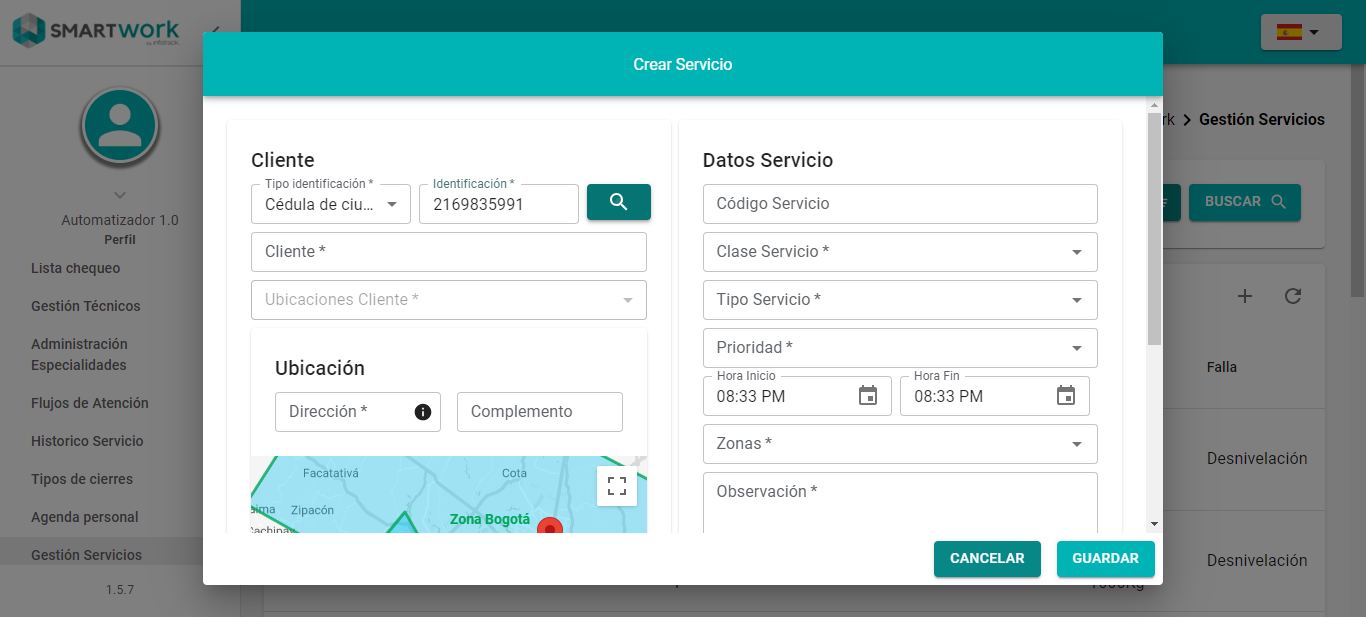 SMARTWORK
Crear Servicio
Gestión Servicios
Cliente
Datos Servicio
Tipo identificación *
Identificación *
Cédula de ciu...
2169835991
Código Servicio
BUSCAR
Automatizador 1.0
Perfil
Cliente *
Clase Servicio *
Lista chequeo
Ubicaciones Cliente *
Tipo Servicio *
Gestión Técnicos
Administración
Especialidades
Prioridad *
Ubicación
Falla
Hora Inicio
Hora Fin
08:33 PM
08:33 PM
Flujos de Atención
Dirección *
Complemento
Historico Servicio
Zonas *
Desnivelación
Facatativá
Cota
Tipos de cierres
Observación *
Zipacón
Agenda personal
Zona Bogotá
Gestión Servicios
CANCELAR
GUARDAR
Desnivelación
1.5.7